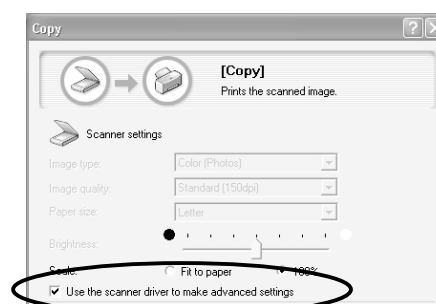 Copy
[Copy]
Prints the scanned image.
Scanner settings
Image type: Color (Photos)
Image quality: Standard (150dpi)
Paper size: Letter
Brightness:
Scale: Fit to paper 100%
Use the scanner driver to make advanced settings